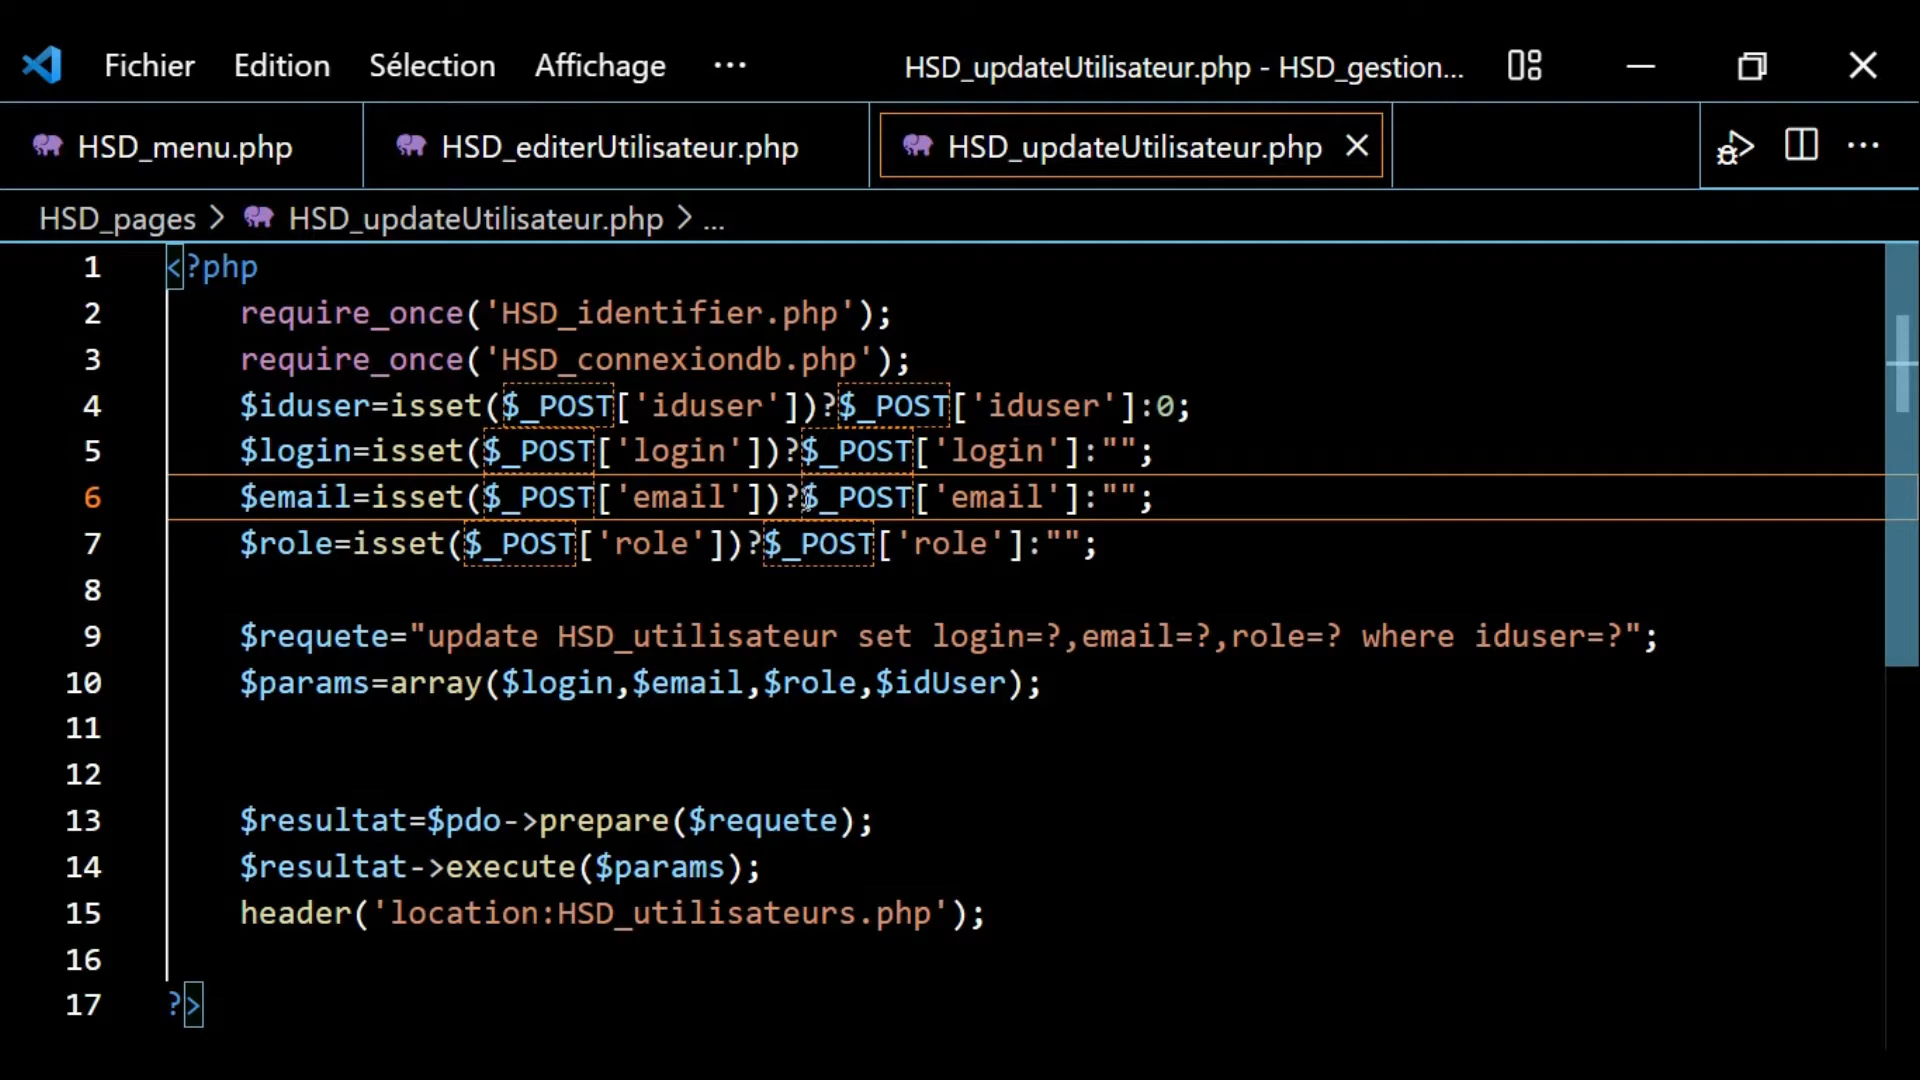 Fichier Edition Sélection Affichage ··· HSD_updateUtilisateur.php - HSD_gestion...
HSD_menu.php HSD_editerUtilisateur.php HSD_updateUtilisateur.php
HSD_pages > HSD_updateUtilisateur.php > ...
1 <?php
2 require_once('HSD_identifier.php');
3 require_once('HSD_connexiondb.php');
4 $iduser=isset($_POST['iduser'])?$_POST['iduser']:0;
5 $login=isset($_POST['login'])?$_POST['login']:"";
6 $email=isset($_POST['email'])?$_POST['email']:"";
7 $role=isset($_POST['role'])?$_POST['role']:"";
8
9 $requete="update HSD_utilisateur set login=?,email=?,role=? where iduser=?";
10 $params=array($login,$email,$role,$idUser);
11
12
13 $resultat=$pdo->prepare($requete);
14 $resultat->execute($params);
15 header('location:HSD_utilisateurs.php');
16
17 ?>